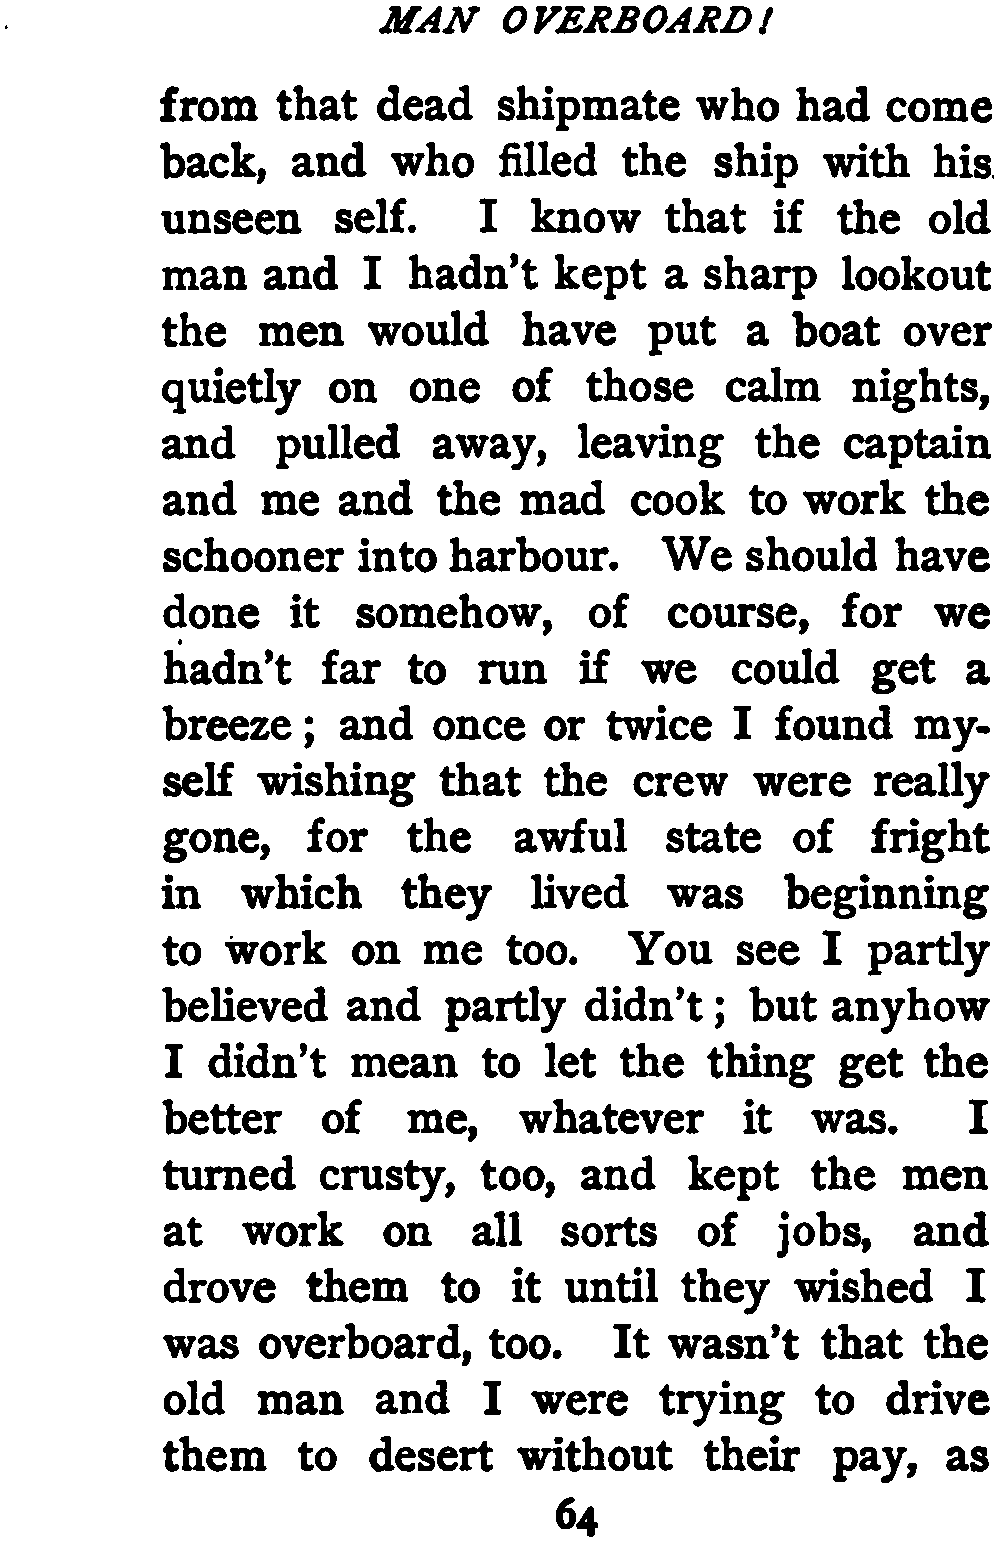 MAN OVERBOARD!
from that dead shipmate who had come
back, and who filled the ship with his
unseen self. I know that if the old
man and I hadn't kept a sharp lookout
the men would have put a boat over
quietly on one of those calm nights,
and pulled away, leaving the captain
and me and the mad cook to work the
schooner into harbour. We should have
done it somehow, of course, for we
hadn't far to run if we could get a
breeze; and once or twice I found my-
self wishing that the crew were really
gone, for the awful state of fright
in which they lived was beginning
to work on me too. You see I partly
believed and partly didn't; but anyhow
I didn't mean to let the thing get the
better of me, whatever it was. I
turned crusty, too, and kept the men
at work on all sorts of jobs, and
drove them to it until they wished I
was overboard, too. It wasn't that the
old man and I were trying to drive
them to desert without their pay, as
64